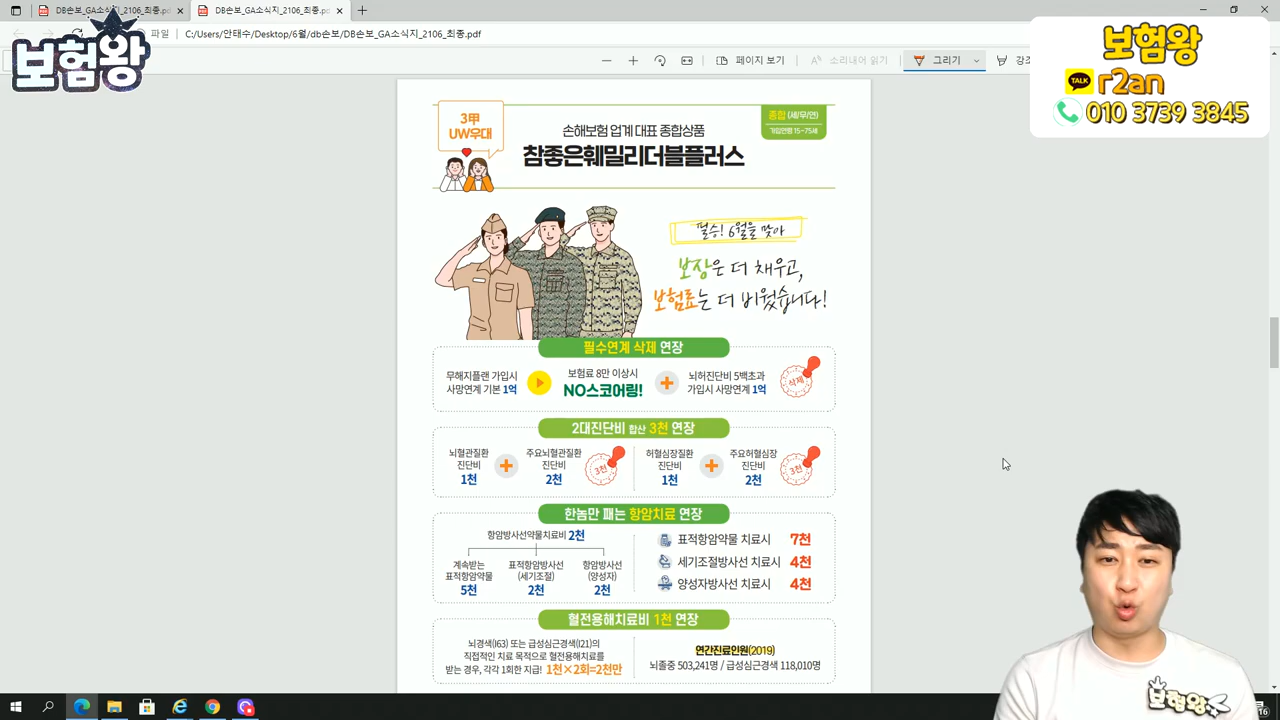 DB손보_GA소식지_2106_최종.p
DB손보_GA소식지_2106_최종.p
파일
C:/Users/안태수/Desktop/6월/db손보/DB손보_GA소식지_2106_최종.pdf
페이지 보기
소리내어 읽기
그리기
강조
보험왕
보험왕
TALK r2an
010 3739 3845
3甲
UW우대
손해보험 업계 대표 종합상품
참좋은훼밀리더블플러스
종합 (세/무/연)
가입연령 15~75세
필승! 6월을 맞아
보장은 더 채우고,
보험료는 더 비웠습니다!
필수연계 삭제 연장
무해지플랜 가입시
사망연계 기본 1억
보험료 8만 이상시
NO스코어링!
뇌허진단비 5백초과
가입시 사망연계 1억
삭제
2대진단비 합산 3천 연장
뇌혈관질환
진단비
1천
주요뇌혈관질환
진단비
2천
3천
허혈심장질환
진단비
1천
주요허혈심장
진단비
2천
3천
한놈만 패는 항암치료 연장
항암방사선약물치료비 2천
계속받는
표적항암약물
5천
표적항암방사선
(세기조절)
2천
항암방사선
(양성자)
2천
표적항암약물 치료시 7천
세기조절방사선 치료시 4천
양성자방사선 치료시 4천
혈전용해치료비 1천 연장
뇌경색(I63) 또는 급성심근경색(I21)의
직접적인 치료 목적으로 혈전용해치료를
받는 경우, 각각 1회한 지급! 1천×2회=2천만
연간진료인원(2019)
뇌졸중 503,241명 / 급성심근경색 118,010명
보험왕